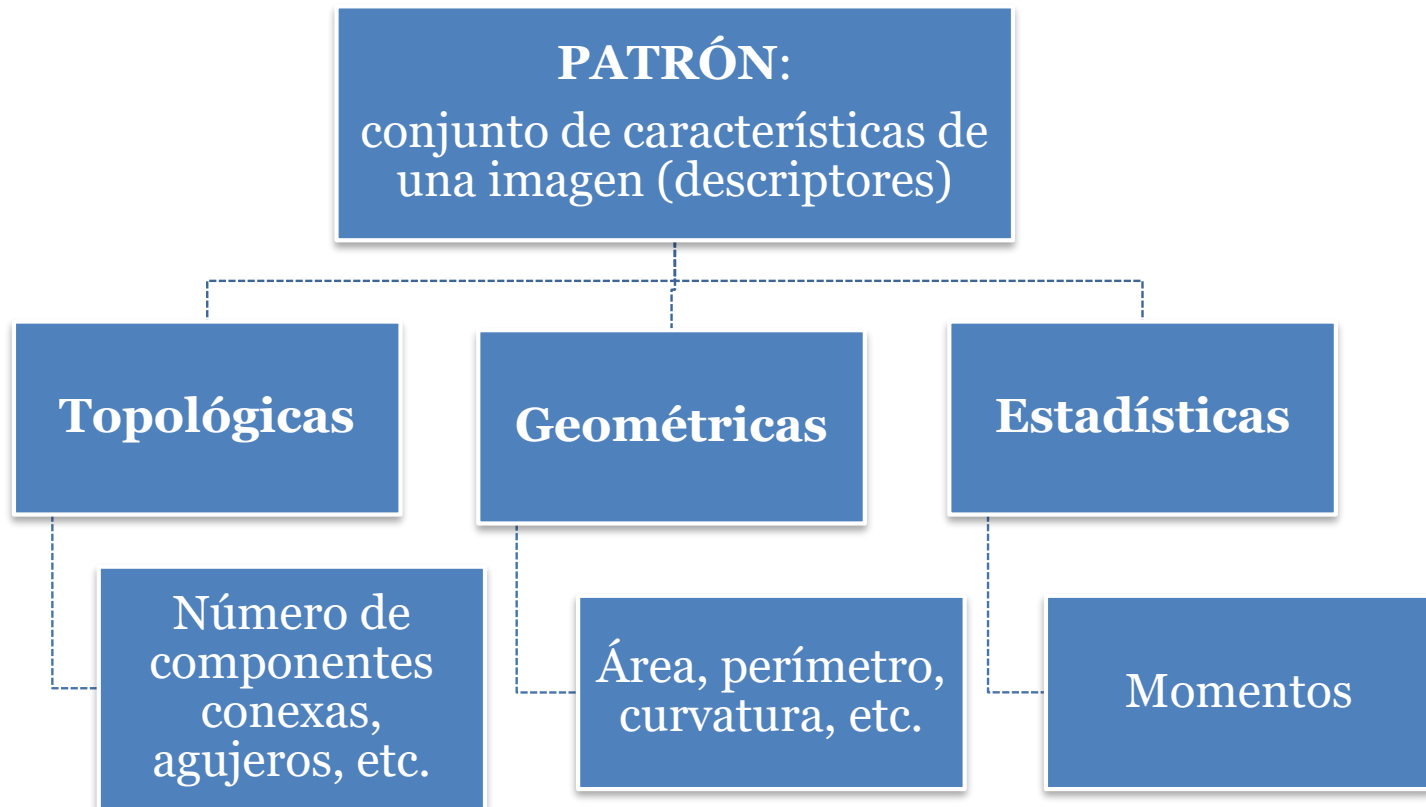 PATRÓN:
conjunto de característisticas de
una imagen (descriptores)
Topológicas
Geométricas
Estadísticas
Número de
componentes
conexas,
agujeros, etc.
Área, perímetro,
curvatura, etc.
Momentos